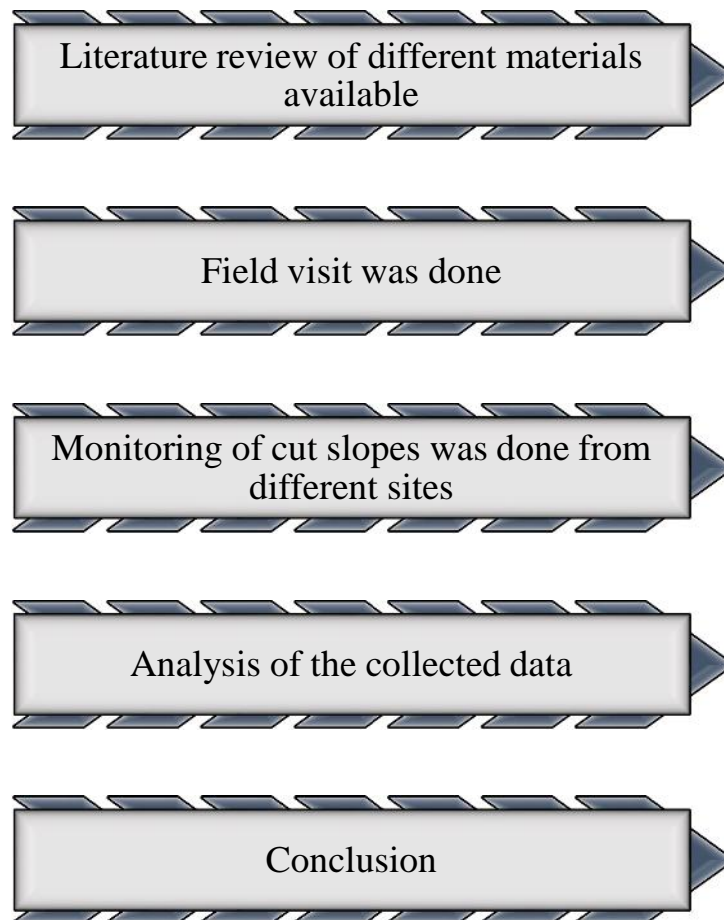 Literature review of different materials
available
Field visit was done
Monitoring of cut slopes was done from
different sites
Analysis of the collected data
Conclusion